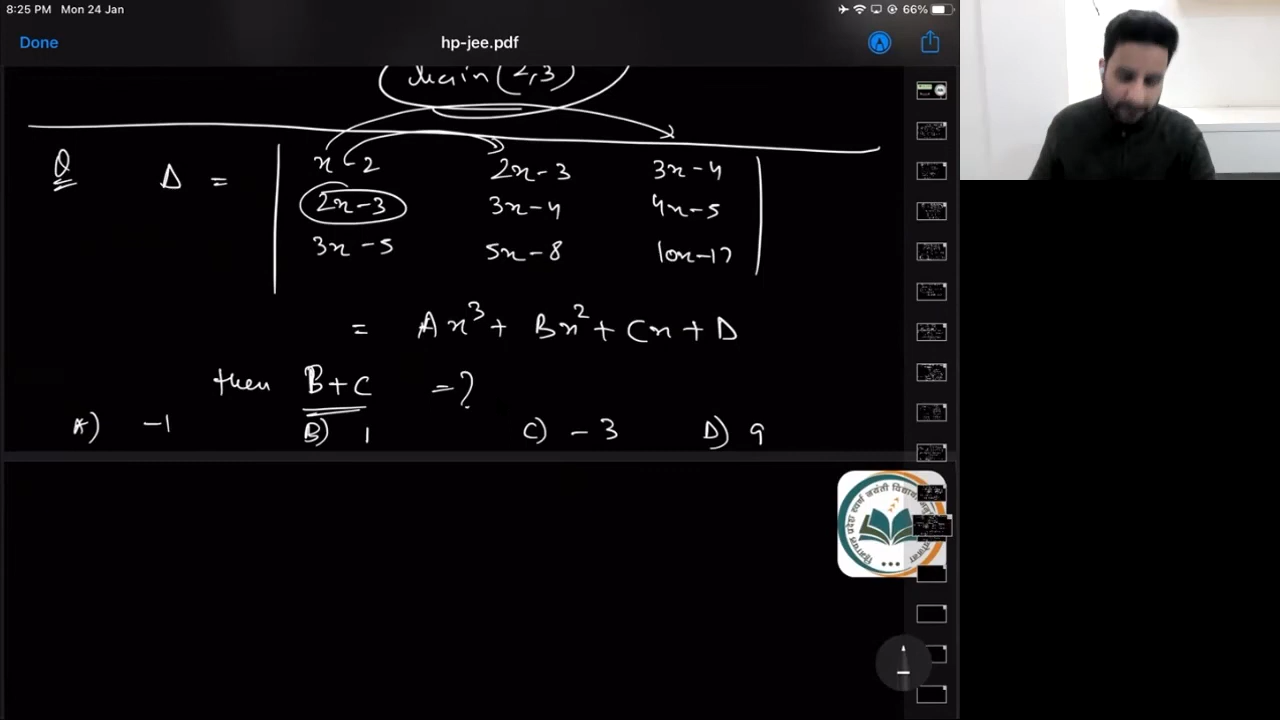 8:25 PM Mon 24 Jan
66%
Done
hp-jee.pdf
Main (2,3)
Q Δ = | x-2 2x-3 3x-4 |
2x-3 3x-4 4x-5
3x-5 5x-8 10x-17
= Ax³ + Bx² + Cx + D
then B+C = ?
A) -1 B) 1 C) -3 D) 9